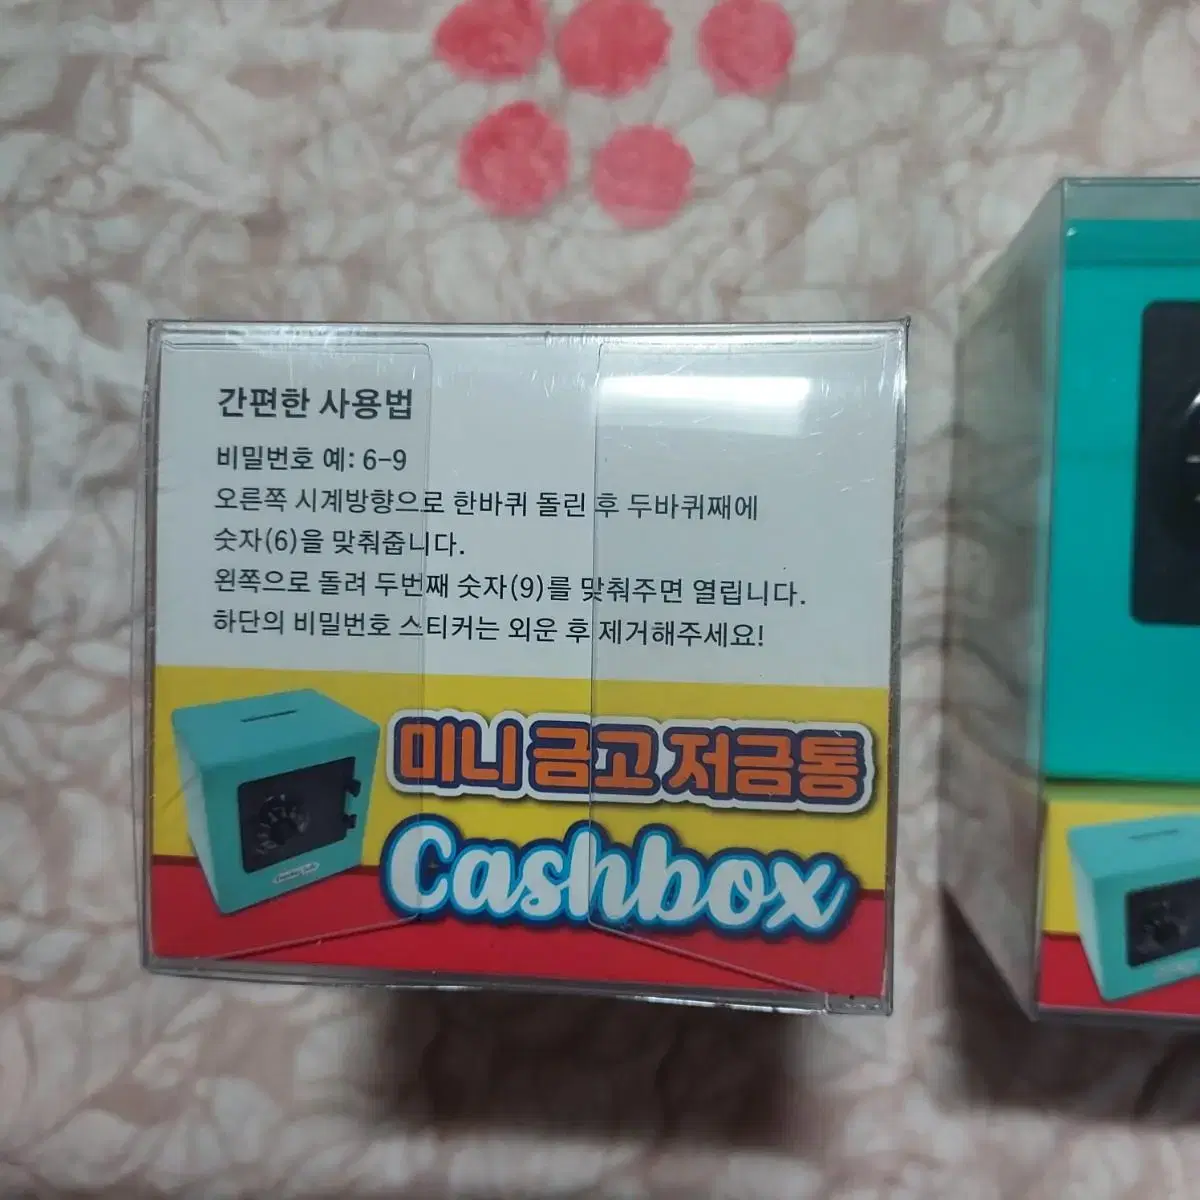 간편한 사용법
비밀번호 예: 6-9
오른쪽 시계방향으로 한바퀴 돌린 후 두바퀴째에
숫자(6)을 맞춰줍니다.
왼쪽으로 돌려 두번째 숫자(9)를 맞춰주면 열립니다.
하단의 비밀번호 스티커는 외운 후 제거해주세요!
미니 금고 저금통
Cashbox